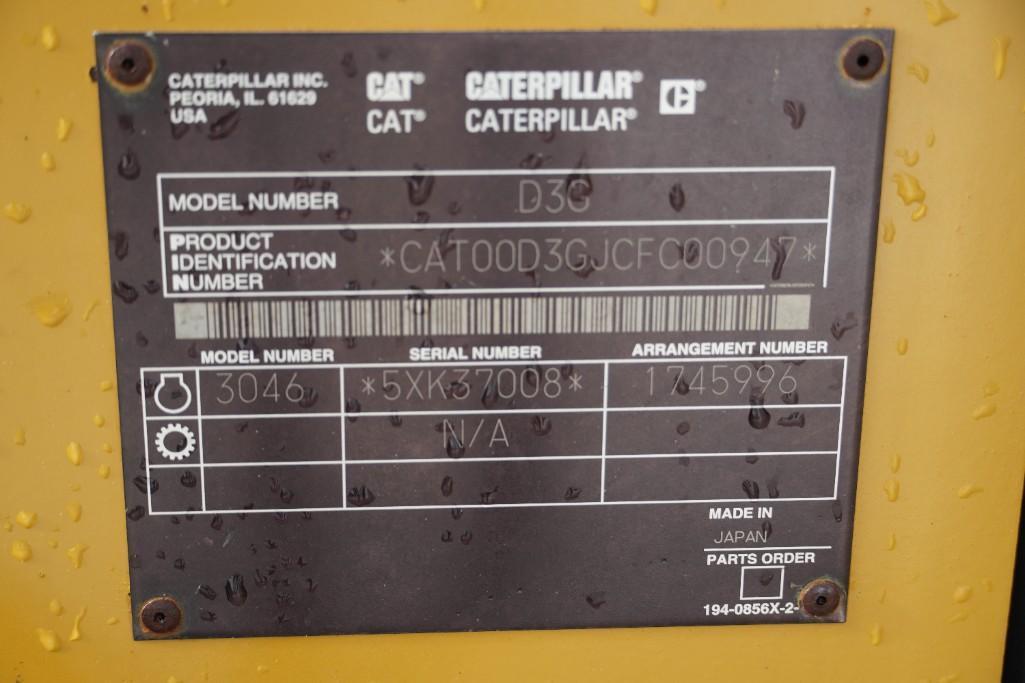 CATERPILLAR INC.
PEORIA, IL. 61629
USA
CAT® CATERPILLAR® C®
CAT® CATERPILLAR®
MODEL NUMBER D3G
PRODUCT
IDENTIFICATION
NUMBER
*CAT00D3GJCFC00947*
MODEL NUMBER SERIAL NUMBER ARRANGEMENT NUMBER
3046 *5XK37008* 1745996
N/A
MADE IN
JAPAN
PARTS ORDER
194-0856X-2-